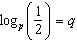 log_p(1/2) = q